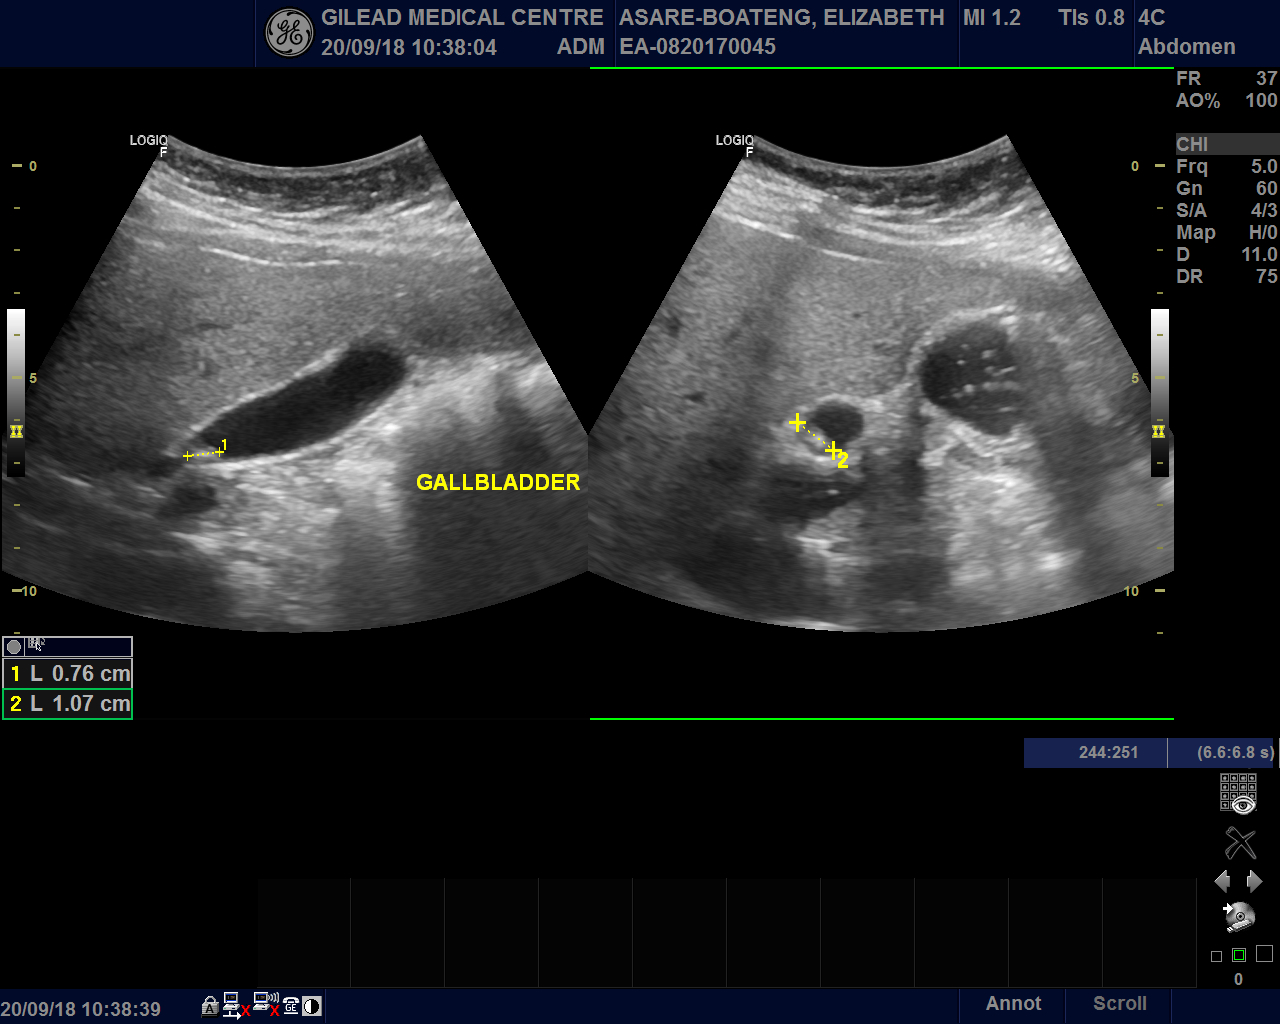 GILEAD MEDICAL CENTRE
20/09/18 10:38:04 ADM
ASARE-BOATENG, ELIZABETH
EA-0820170045
MI 1.2 TIs 0.8
4C
Abdomen
FR 37
AO% 100
CHI
Frq 5.0
Gn 60
S/A 4/3
Map H/0
D 11.0
DR 75
LOGIQ
F
LOGIQ
F
0
5
10
0
5
10
1
2
GALLBLADDER
1 L 0.76 cm
2 L 1.07 cm
244:251 (6.6:6.8 s)
0
20/09/18 10:38:39
A
GE
Annot
Scroll